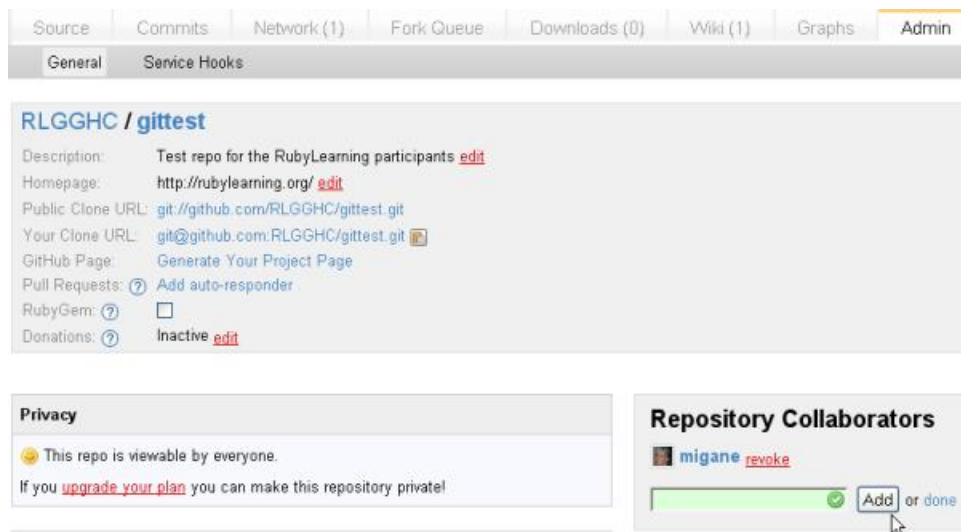 Source Commits Network (1) Fork Queue Downloads (0) Wiki (1) Graphs Admin
General Service Hooks
RLGGHC / gittest
Description: Test repo for the RubyLearning participants edit
Homepage: http://rubylearning.org/ edit
Public Clone URL: git://github.com/RLGGHC/gittest.git
Your Clone URL: git@github.com:RLGGHC/gittest.git
GitHub Page: Generate Your Project Page
Pull Requests: ? Add auto-responder
RubyGem: ?
Donations: ? Inactive edit
Privacy
This repo is viewable by everyone.
If you upgrade your plan you can make this repository private!
Repository Collaborators
migane revoke
Add or done